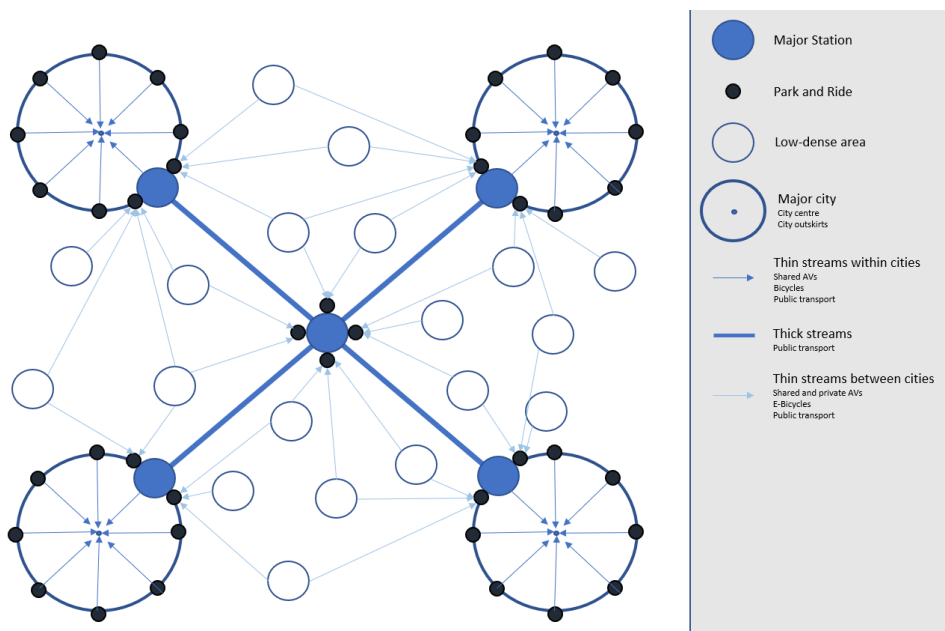 Major Station
Park and Ride
Low-dense area
Major city
City centre
City outskirts
Thin streams within cities
Shared AVs
Bicycles
Public transport
Thick streams
Public transport
Thin streams between cities
Shared and private AVs
E-Bicycles
Public transport